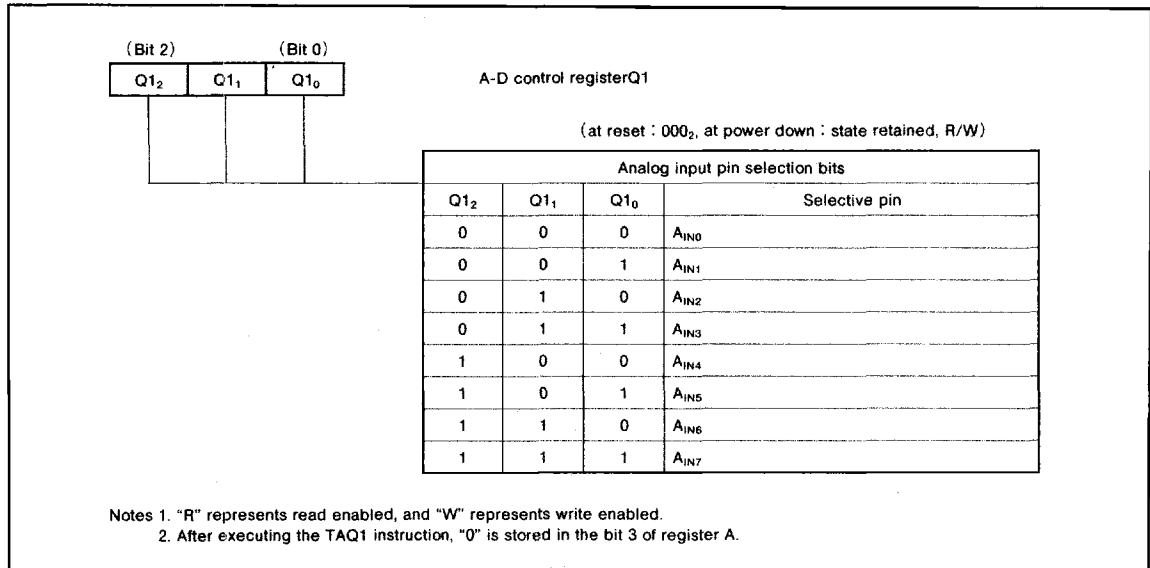 (Bit 2) (Bit 0)
Q1₂ Q1₁ Q1₀
A-D control registerQ1
(at reset : 000₂, at power down : state retained, R/W)
Analog input pin selection bits
Q1₂ Q1₁ Q1₀ Selective pin
0 0 0 AIN0
0 0 1 AIN1
0 1 0 AIN2
0 1 1 AIN3
1 0 0 AIN4
1 0 1 AIN5
1 1 0 AIN6
1 1 1 AIN7
Notes 1. “R” represents read enabled, and “W” represents write enabled.
2. After executing the TAQ1 instruction, “0” is stored in the bit 3 of register A.